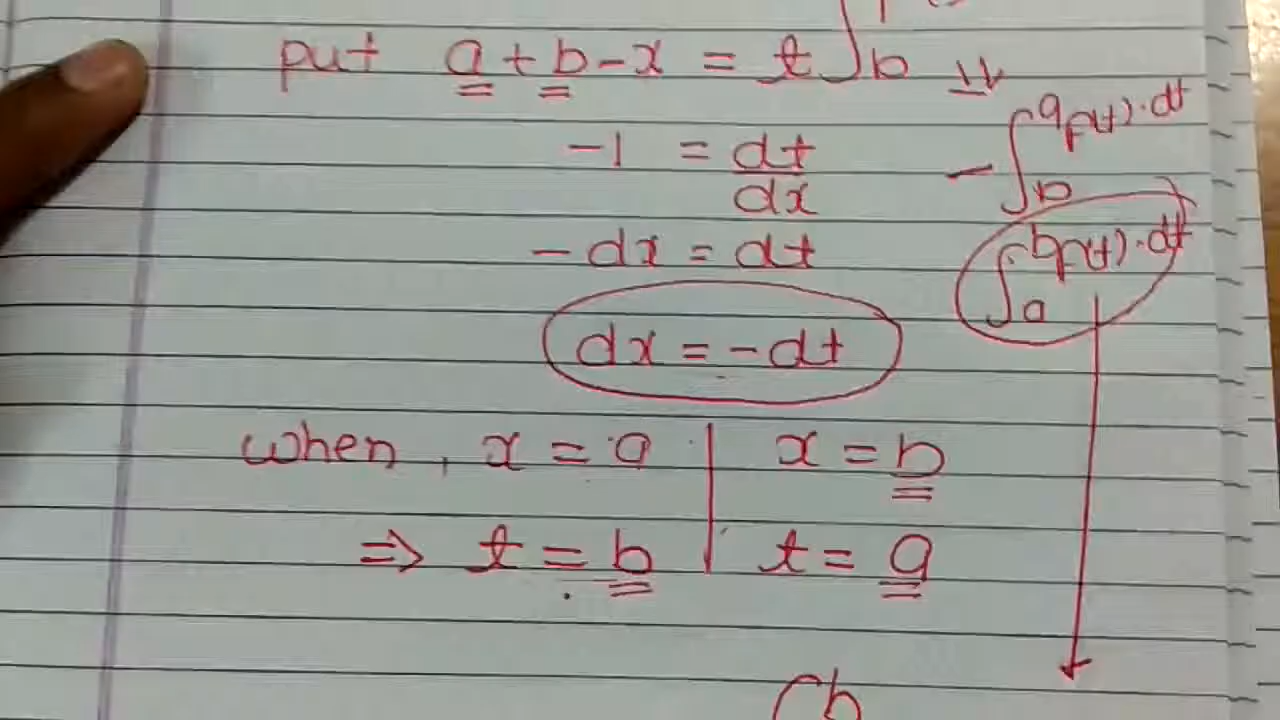 put a + b - x = t ∫b
-1 = dt/dx
-dx = dt
dx = -dt
when, x = a | x = b
⇒ t = b | t = a
-∫b a f(t).dt
∫a b f(t).dt
∫b